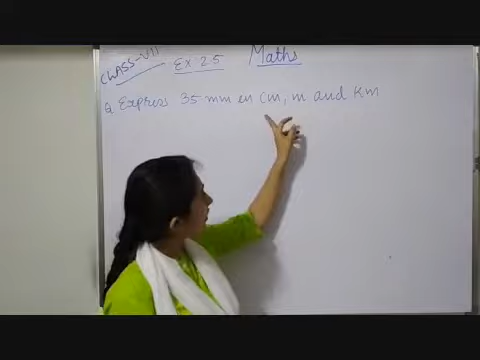 CLASS-VII Ex 2.5 Maths
Q Express 35 mm in cm, m and km